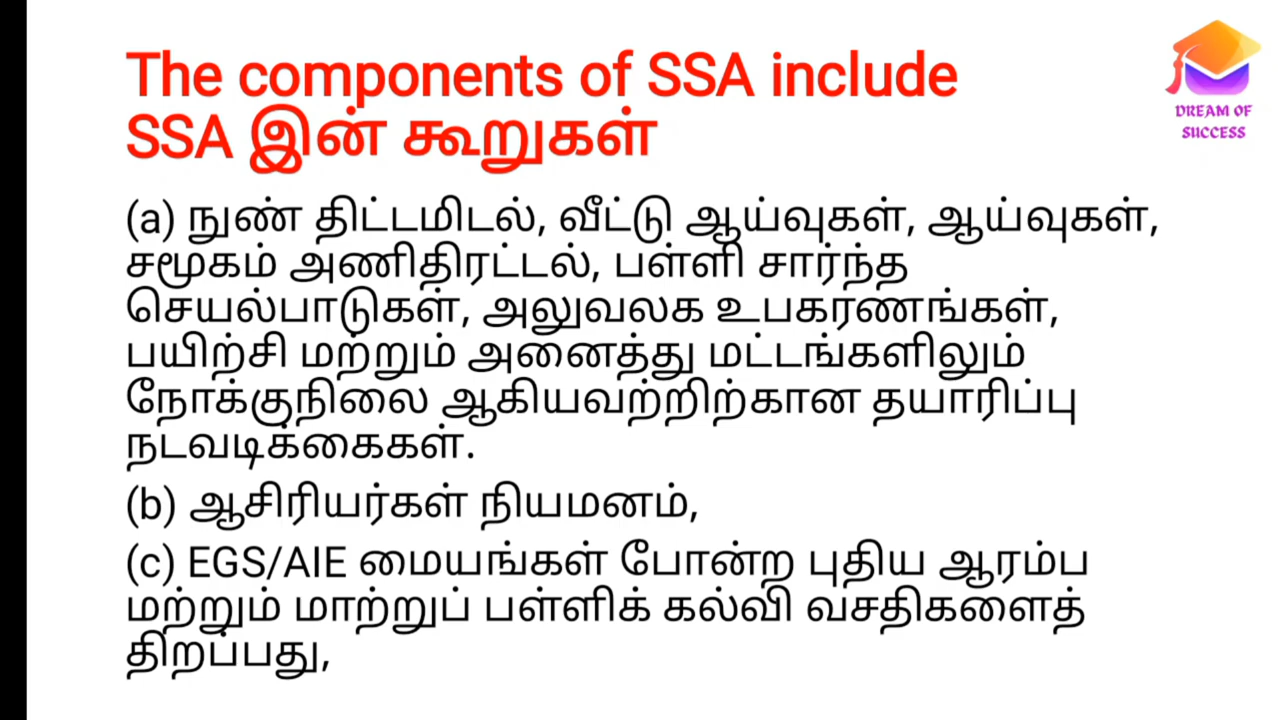 The components of SSA include
SSA இன் கூறுகள்
DREAM OF
SUCCESS
(a) நுண் திட்டமிடல், வீட்டு ஆய்வுகள், ஆய்வுகள்,
சமூகம் அணிதிரட்டல், பள்ளி சார்ந்த
செயல்பாடுகள், அலுவலக உபகரணங்கள்,
பயிற்சி மற்றும் அனைத்து மட்டங்களிலும்
நோக்குநிலை ஆகியவற்றிற்கான தயாரிப்பு
நடவடிக்கைகள்.
(b) ஆசிரியர்கள் நியமனம்,
(c) EGS/AIE மையங்கள் போன்ற புதிய ஆரம்ப
மற்றும் மாற்றுப் பள்ளிக் கல்வி வசதிகளைத்
திறப்பது,